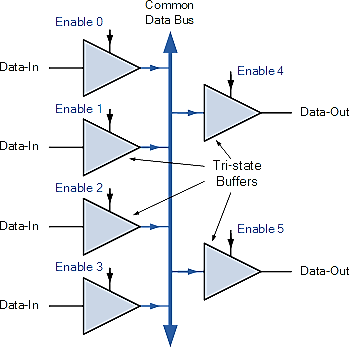 Common
Data Bus
Enable 0
Data-In
Enable 4
Enable 1
Data-Out
Data-In
Tri-state
Buffers
Enable 2
Data-In
Enable 5
Enable 3
Data-Out
Data-In